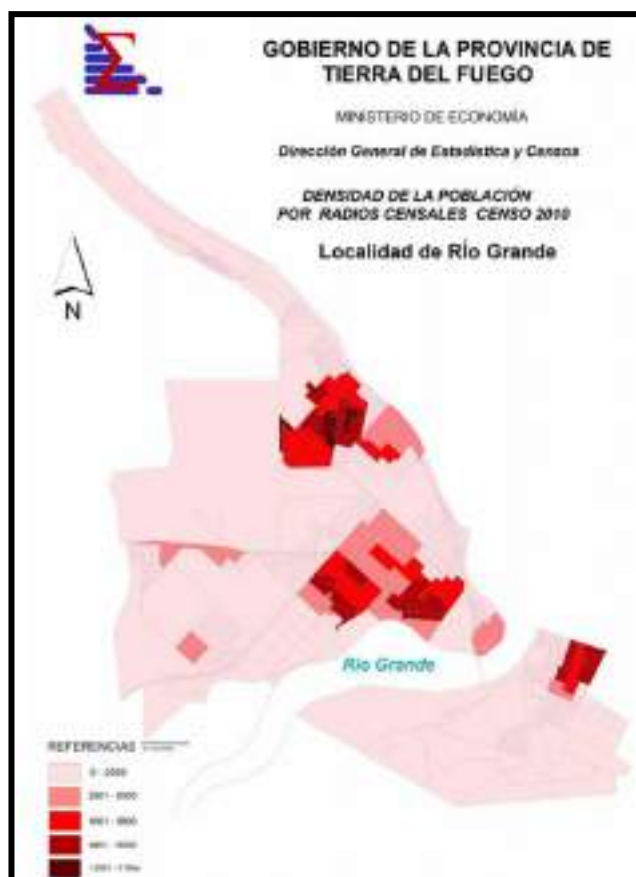 GOBIERNO DE LA PROVINCIA DE
TIERRA DEL FUEGO
MINISTERIO DE ECONOMÍA
Dirección General de Estadística y Censos
DENSIDAD DE LA POBLACIÓN
POR RADIOS CENSALES CENSO 2010
Localidad de RÍo Grande
N
Río Grande
REFERENCIAS